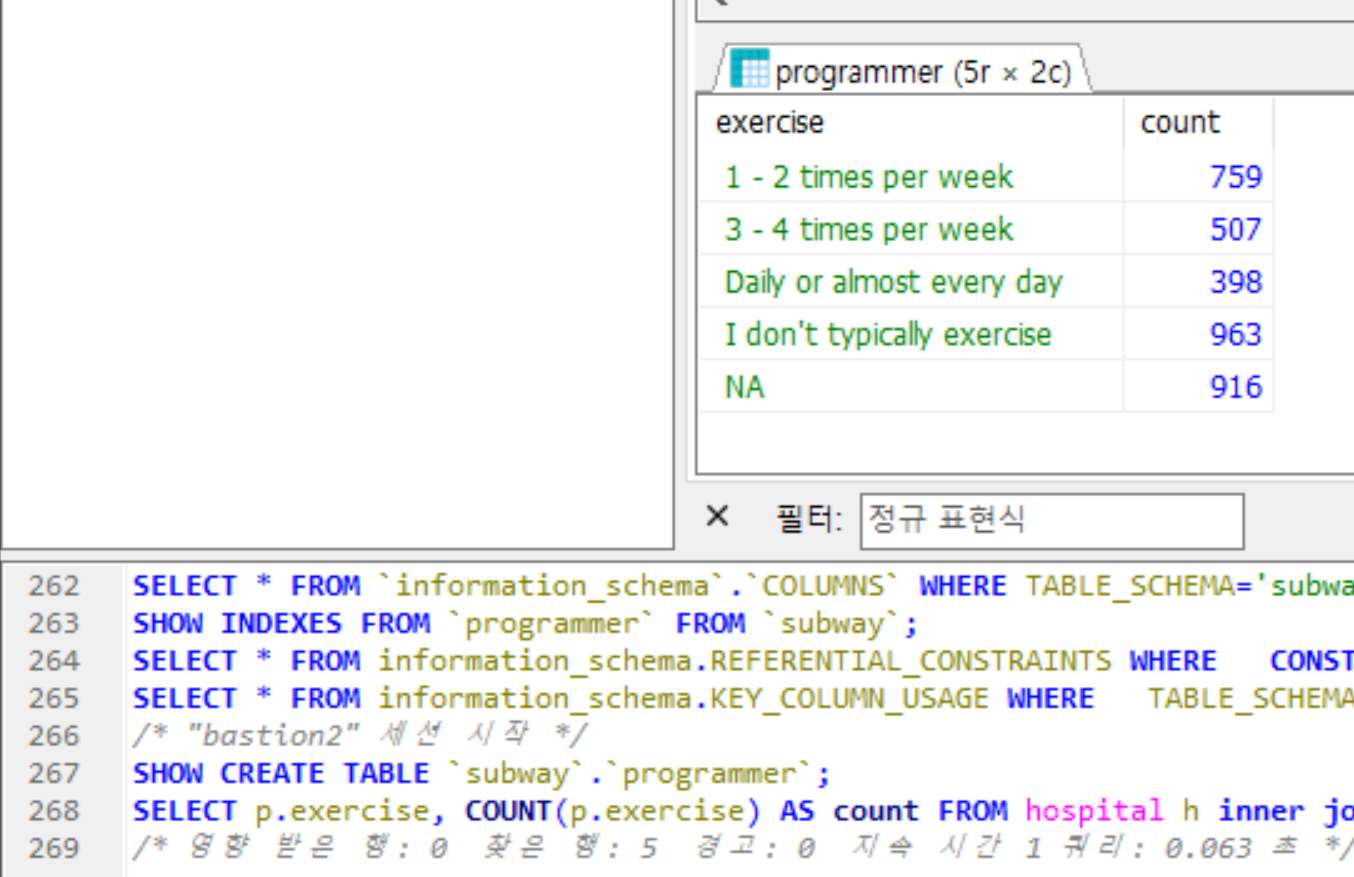 programmer (5r × 2c)
exercise count
1 - 2 times per week 759
3 - 4 times per week 507
Daily or almost every day 398
I don't typically exercise 963
NA 916
× 필터: 정규 표현식
262 SELECT * FROM `information_schema`.`COLUMNS` WHERE TABLE_SCHEMA='subwa
263 SHOW INDEXES FROM `programmer` FROM `subway`;
264 SELECT * FROM information_schema.REFERENTIAL_CONSTRAINTS WHERE   CONST
265 SELECT * FROM information_schema.KEY_COLUMN_USAGE WHERE   TABLE_SCHEMA
266 /* "bastion2" 세션 시작 */
267 SHOW CREATE TABLE `subway`.`programmer`;
268 SELECT p.exercise, COUNT(p.exercise) AS count FROM hospital h inner jo
269 /* 영향 받은 행: 0  찾은 행: 5  경고: 0  지속 시간 1 쿼리: 0.063 초 */